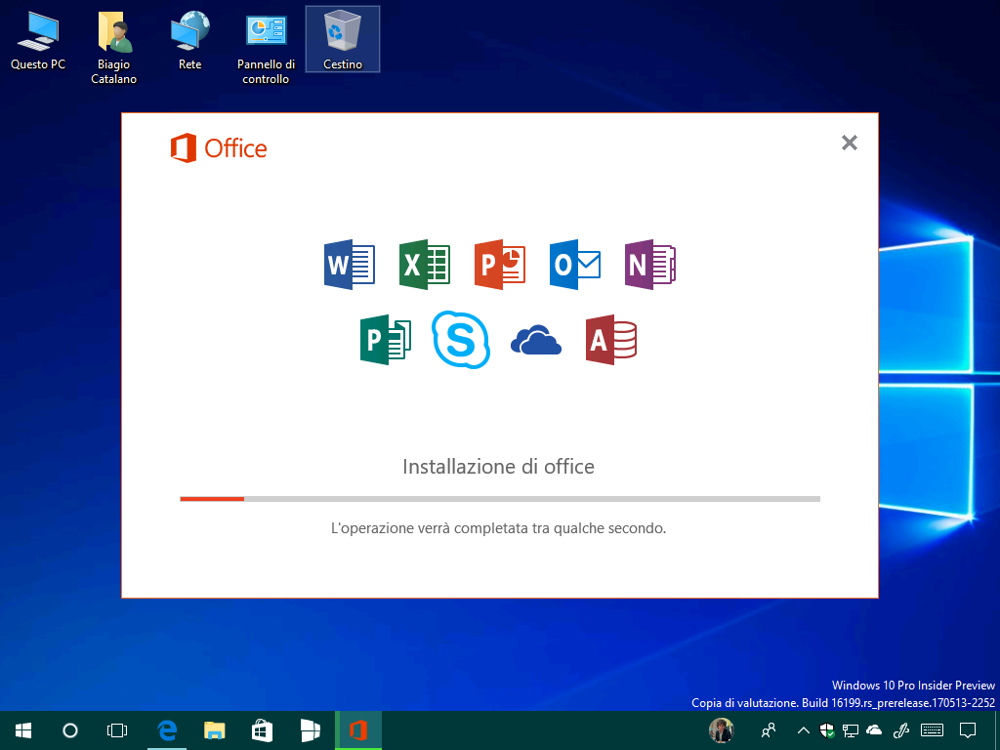 Questo PC
Biagio
Catalano
Rete
Pannello di
controllo
Cestino
Office
W
X
P
O
N
P
S
A
Installazione di office
L'operazione verrà completata tra qualche secondo.
Windows 10 Pro Insider Preview
Copia di valutazione. Build 16199.rs_prerelease.170513-2252